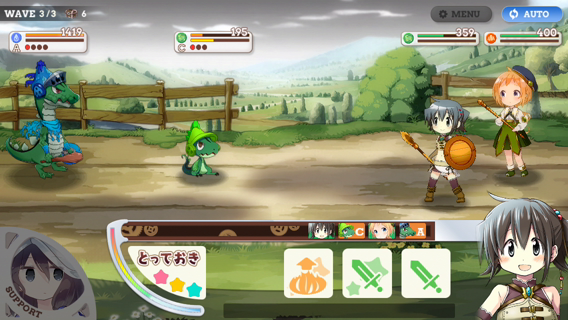 WAVE 3/3 6
MENU
AUTO
1419
A
195
C
359
400
C
A
とっておき
SUPPORT